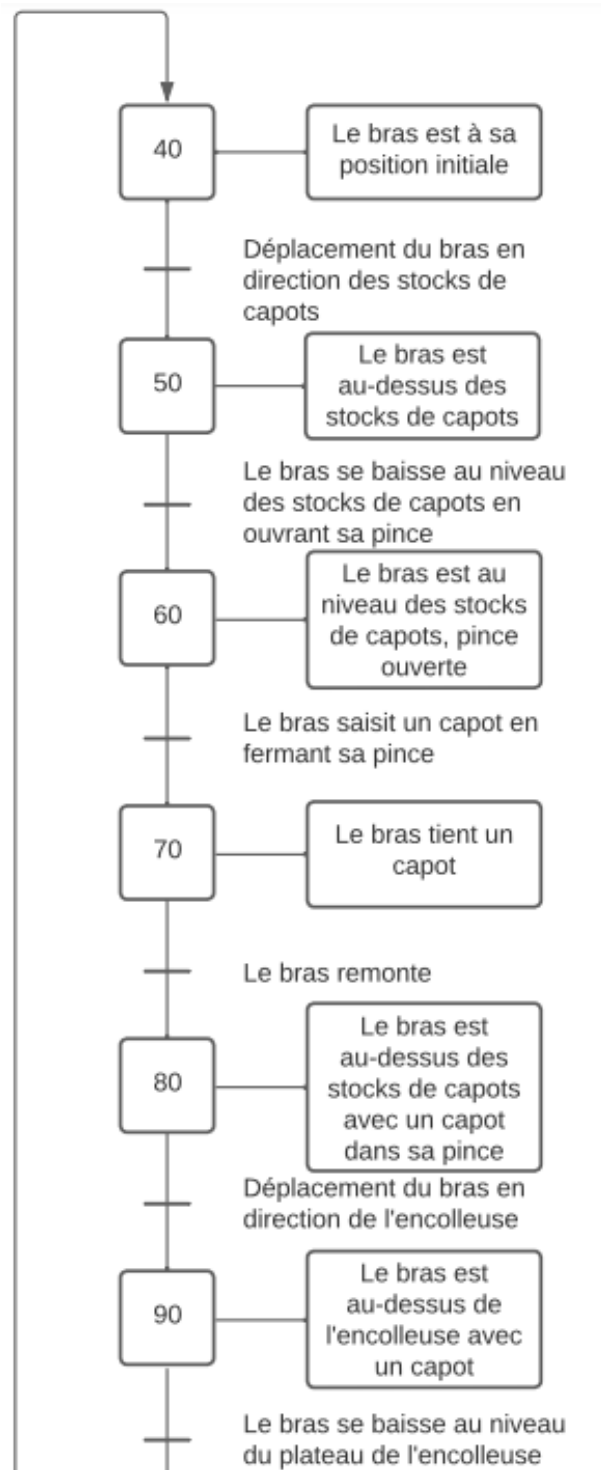 40
Le bras est à sa
position initiale
Déplacement du bras en
direction des stocks de
capots
50
Le bras est
au-dessus des
stocks de capots
Le bras se baisse au niveau
des stocks de capots en
ouvrant sa pince
60
Le bras est au
niveau des stocks
de capots, pince
ouverte
Le bras saisit un capot en
fermant sa pince
70
Le bras tient un
capot
Le bras remonte
80
Le bras est
au-dessus des
stocks de capots
avec un capot
dans sa pince
Déplacement du bras en
direction de l'encolleuse
90
Le bras est
au-dessus de
l'encolleuse avec
un capot
Le bras se baisse au niveau
du plateau de l'encolleuse